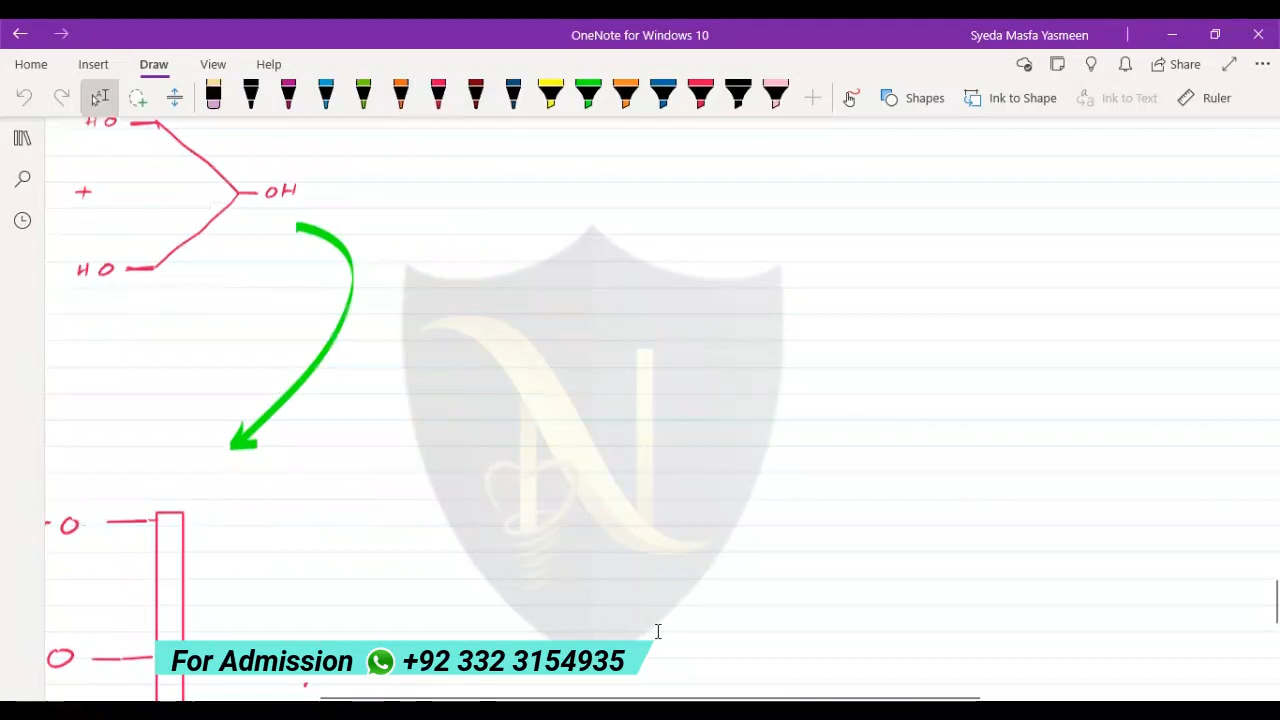 OneNote for Windows 10
Syeda Masfa Yasmeen
Home Insert Draw View Help
Share
Shapes Ink to Shape Ink to Text Ruler
HO
+ OH
HO
O
O
For Admission +92 332 3154935